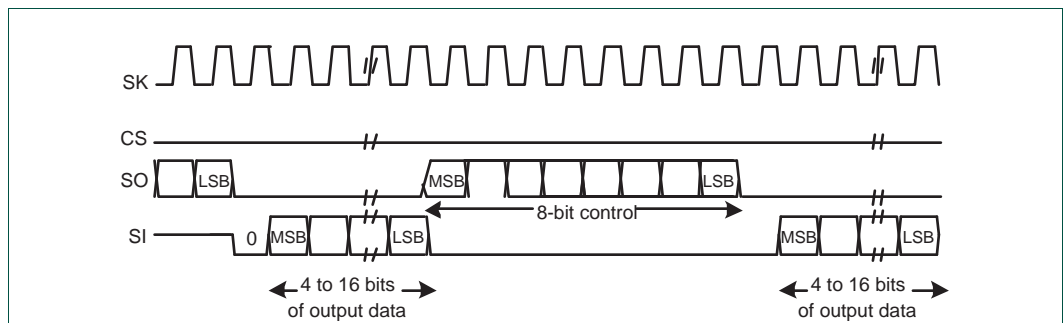 SK
CS
SO LSB MSB LSB
8-bit control
SI 0 MSB LSB MSB LSB
4 to 16 bits 4 to 16 bits
of output data of output data